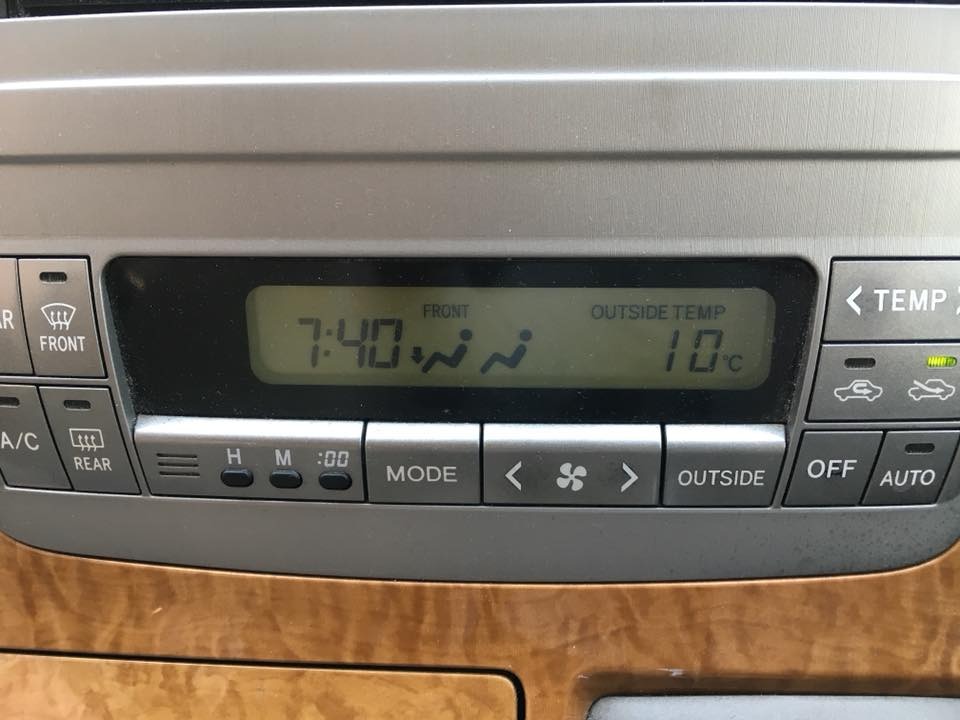 FRONT OUTSIDE TEMP
7:40 10°C
< TEMP
FRONT
A/C
REAR
H M :00
MODE
< >
OUTSIDE
OFF
AUTO